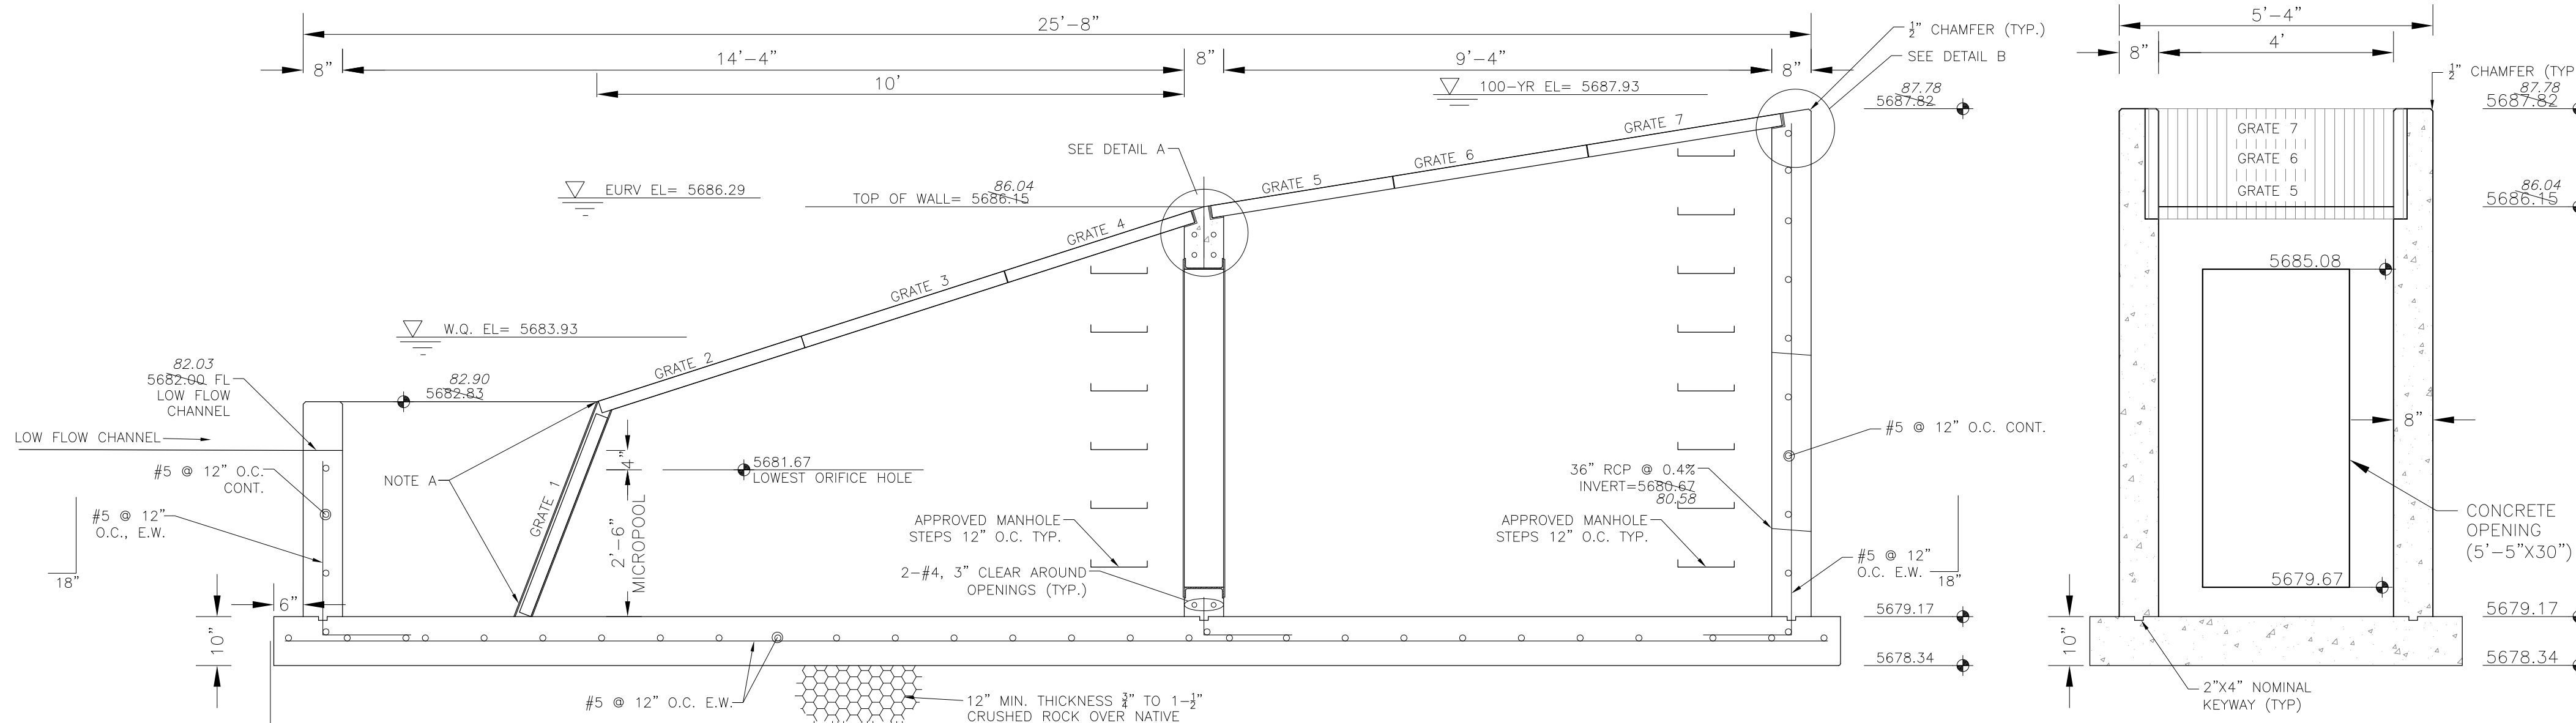 25'-8"
8"
14'-4"
8"
9'-4"
8"
10'
½" CHAMFER (TYP.)
SEE DETAIL B
100-YR EL= 5687.93
87.78
5687.82
SEE DETAIL A
GRATE 7
GRATE 6
GRATE 5
EURV EL= 5686.29
86.04
TOP OF WALL= 5686.15
GRATE 4
GRATE 3
GRATE 2
W.Q. EL= 5683.93
82.03
5682.00 FL
LOW FLOW
CHANNEL
82.90
5682.83
LOW FLOW CHANNEL
#5 @ 12" O.C.
CONT.
NOTE A
GRATE 1
4"
5681.67
LOWEST ORIFICE HOLE
2'-6"
MICROPOOL
#5 @ 12"
O.C., E.W.
18"
APPROVED MANHOLE
STEPS 12" O.C. TYP.
2-#4, 3" CLEAR AROUND
OPENINGS (TYP.)
36" RCP @ 0.4%
INVERT=5680.67
80.58
APPROVED MANHOLE
STEPS 12" O.C. TYP.
#5 @ 12" O.C. CONT.
#5 @ 12"
O.C. E.W.
18"
6"
10"
5679.17
5678.34
#5 @ 12" O.C. E.W.
12" MIN. THICKNESS ¾" TO 1-½"
CRUSHED ROCK OVER NATIVE
5'-4"
8"
4'
½" CHAMFER (TYP
87.78
5687.82
GRATE 7
GRATE 6
GRATE 5
86.04
5686.15
5685.08
8"
CONCRETE
OPENING
(5'-5"X30")
5679.67
5679.17
10"
5678.34
2"X4" NOMINAL
KEYWAY (TYP)